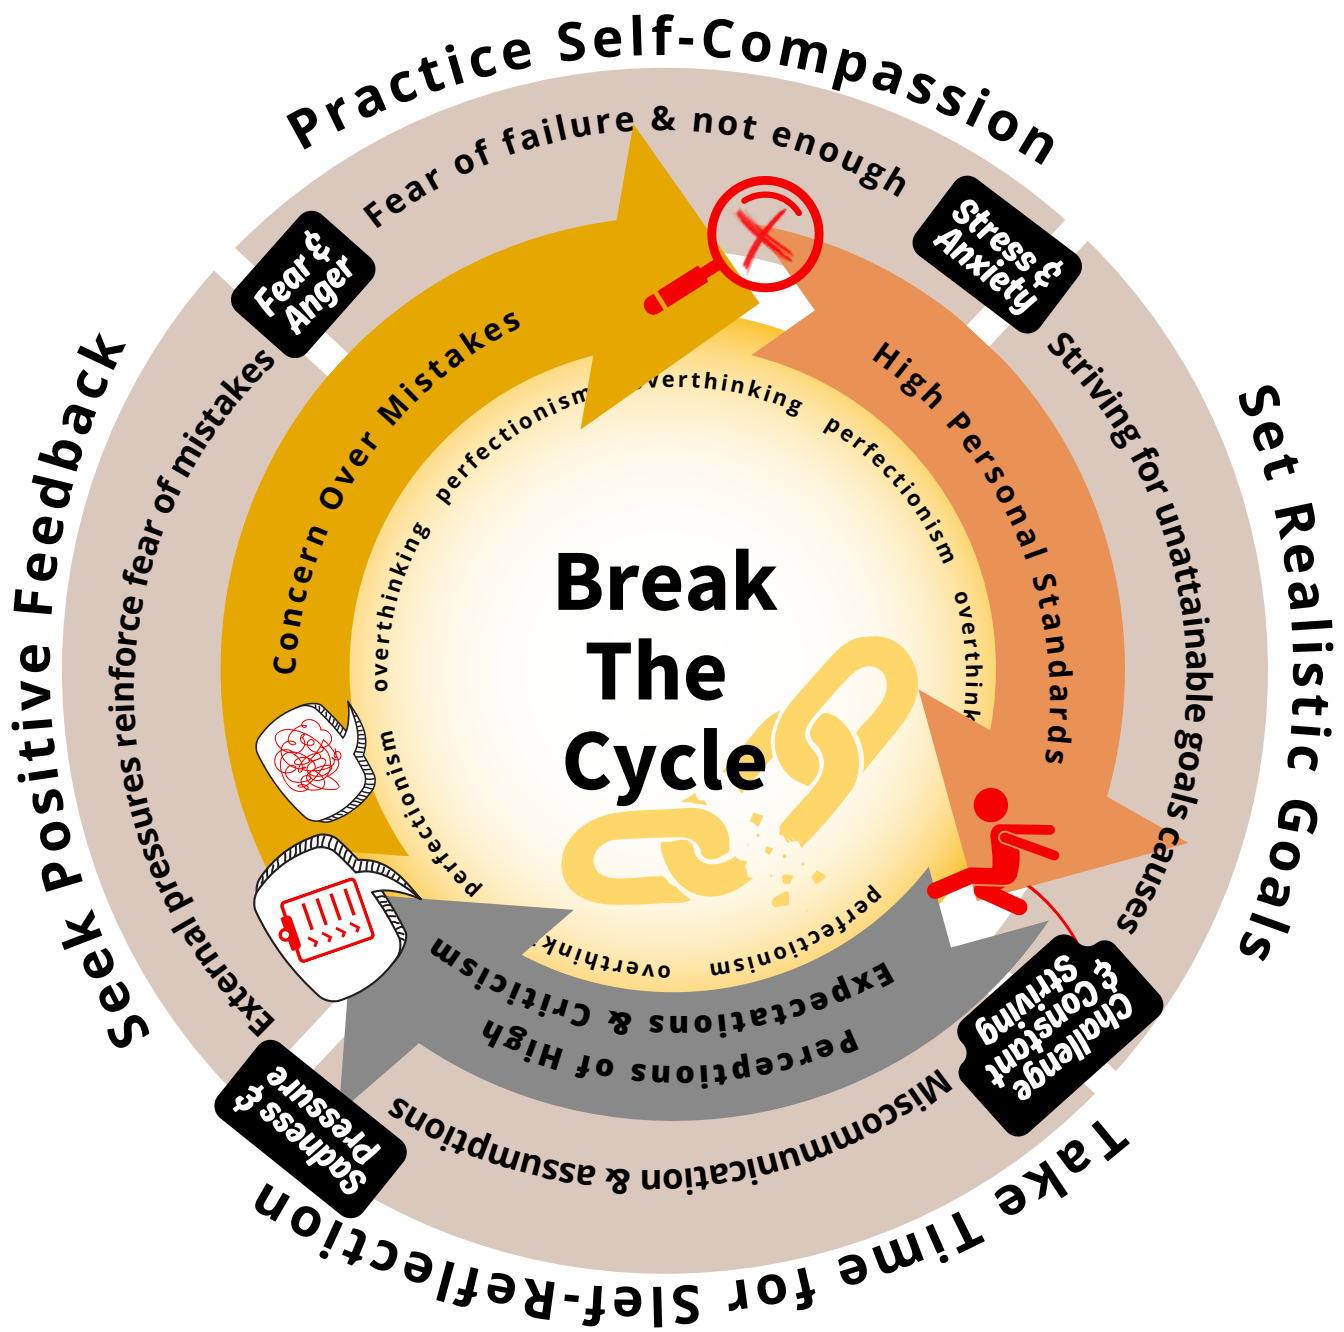 Practice Self-Compassion
Set Realistic Goals
Take Time for Slef-Reflection
Seek Positive Feedback
Fear of failure & not enough
Stress &
Anxiety
Striving for unattainable goals causes
Challenge
& Constant
Striving
Miscommunication & assumptions
Sadness &
Pressure
External pressures reinforce fear of mistakes
Fear &
Anger
Concern Over Mistakes
High Personal Standards
Perceptions of High
Expectations & Criticism
overthinking
perfectionism
overthink
perfectionism
overthink
perfectionism
overthinking
perfectionism
Break
The
Cycle